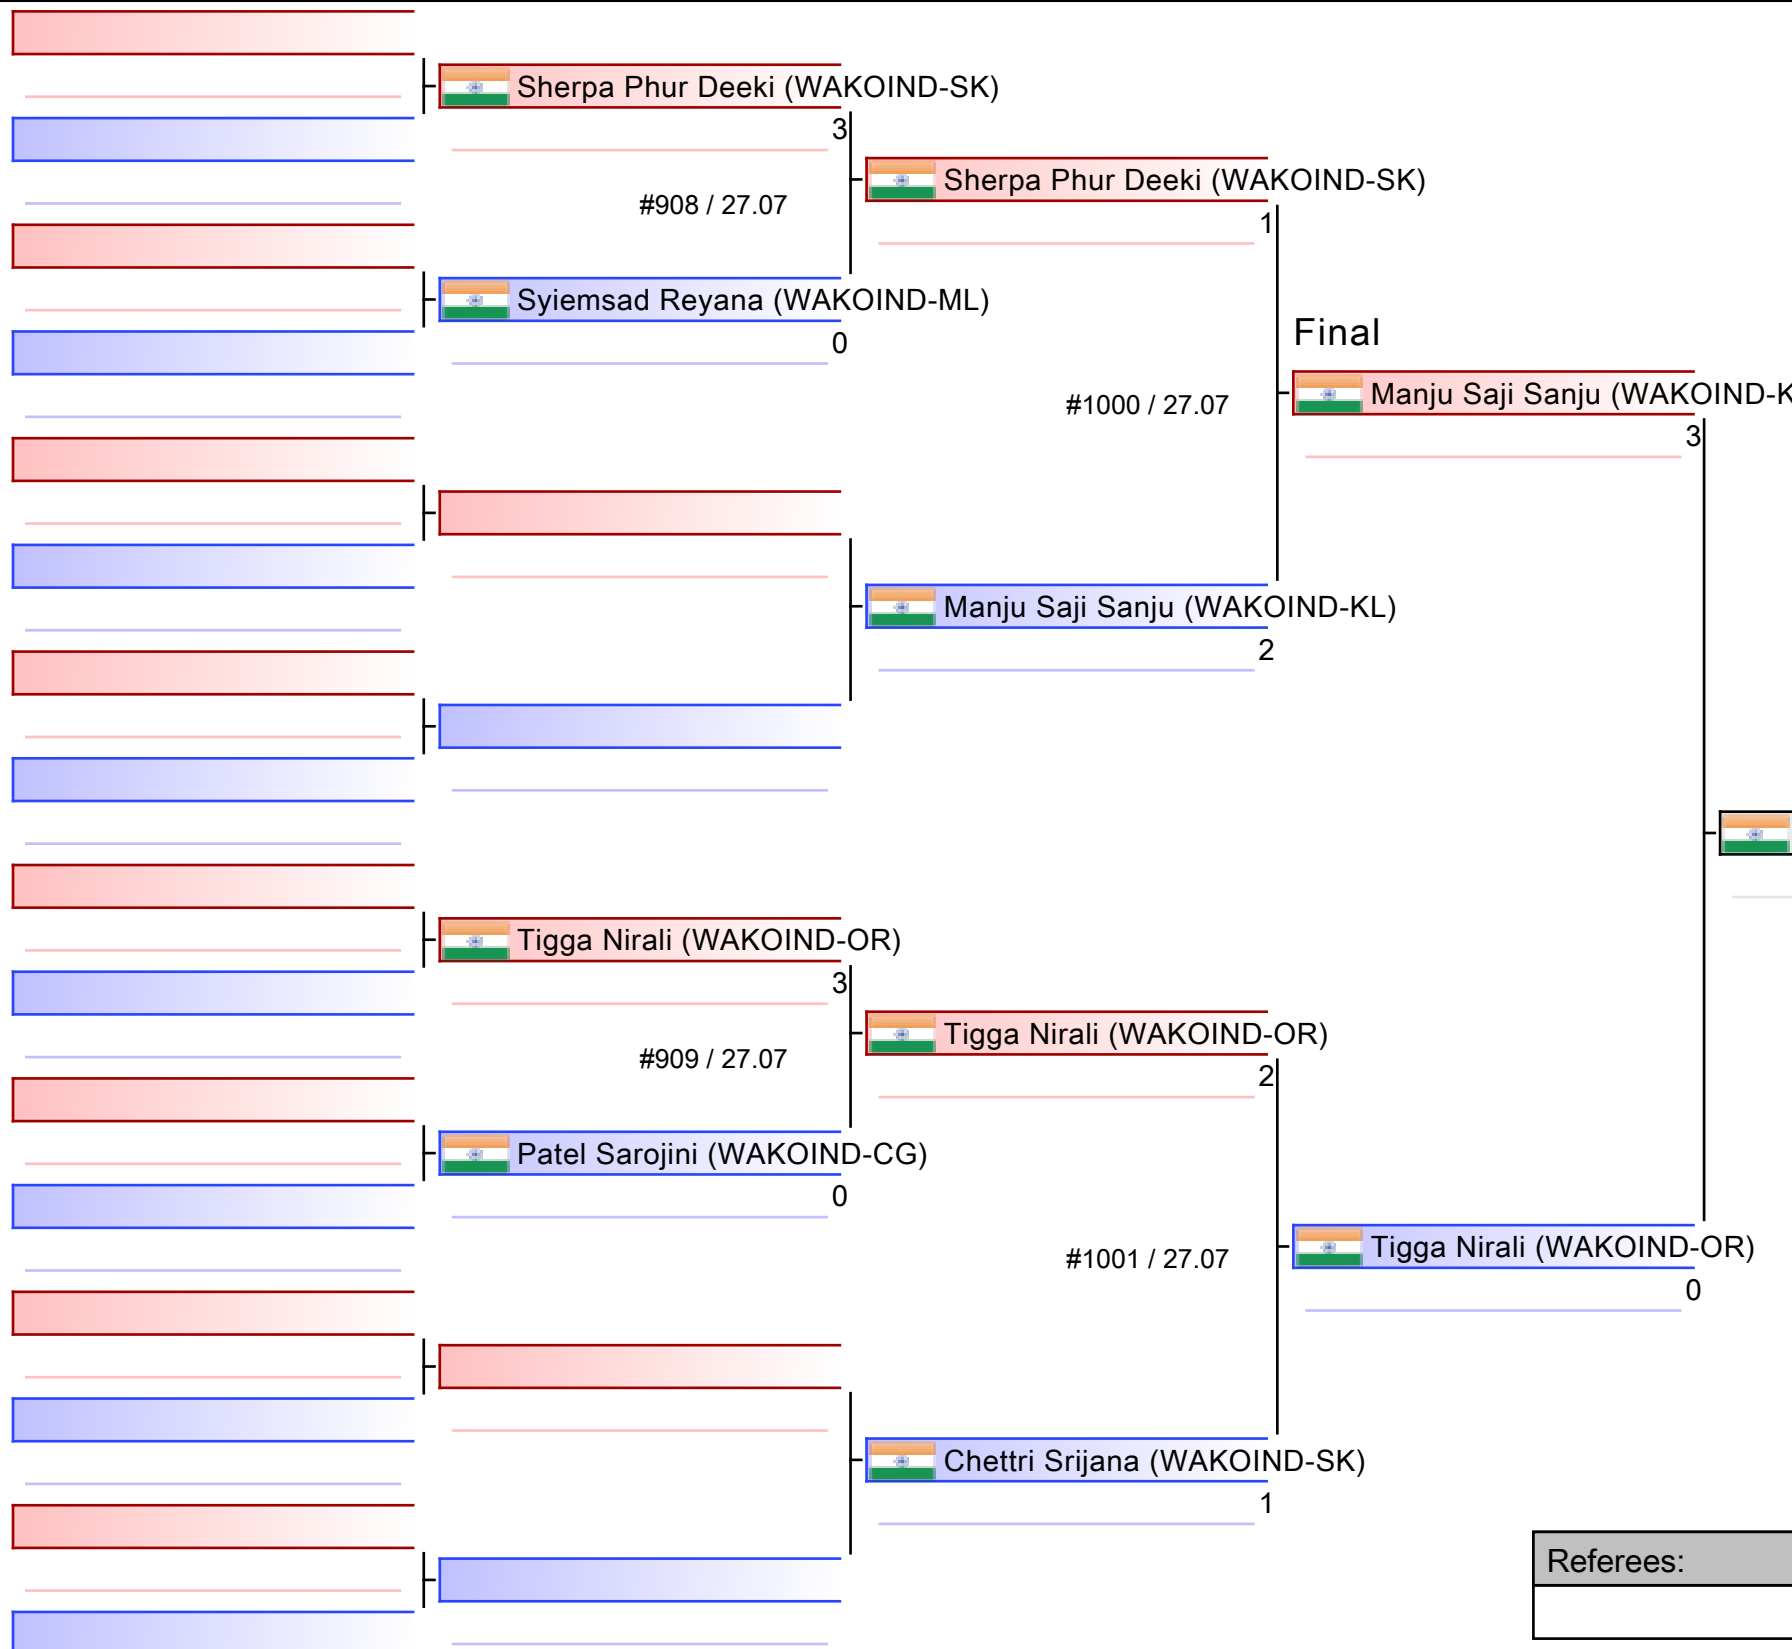 Sherpa Phur Deeki (WAKOIND-SK)
3
Sherpa Phur Deeki (WAKOIND-SK)
#908 / 27.07
1
Syiemsad Reyana (WAKOIND-ML)
Final
0
Manju Saji Sanju (WAKOIND-K
#1000 / 27.07
3
Manju Saji Sanju (WAKOIND-KL)
2
Tigga Nirali (WAKOIND-OR)
3
Tigga Nirali (WAKOIND-OR)
#909 / 27.07
2
Patel Sarojini (WAKOIND-CG)
0
Tigga Nirali (WAKOIND-OR)
#1001 / 27.07
0
Chettri Srijana (WAKOIND-SK)
1
Referees: